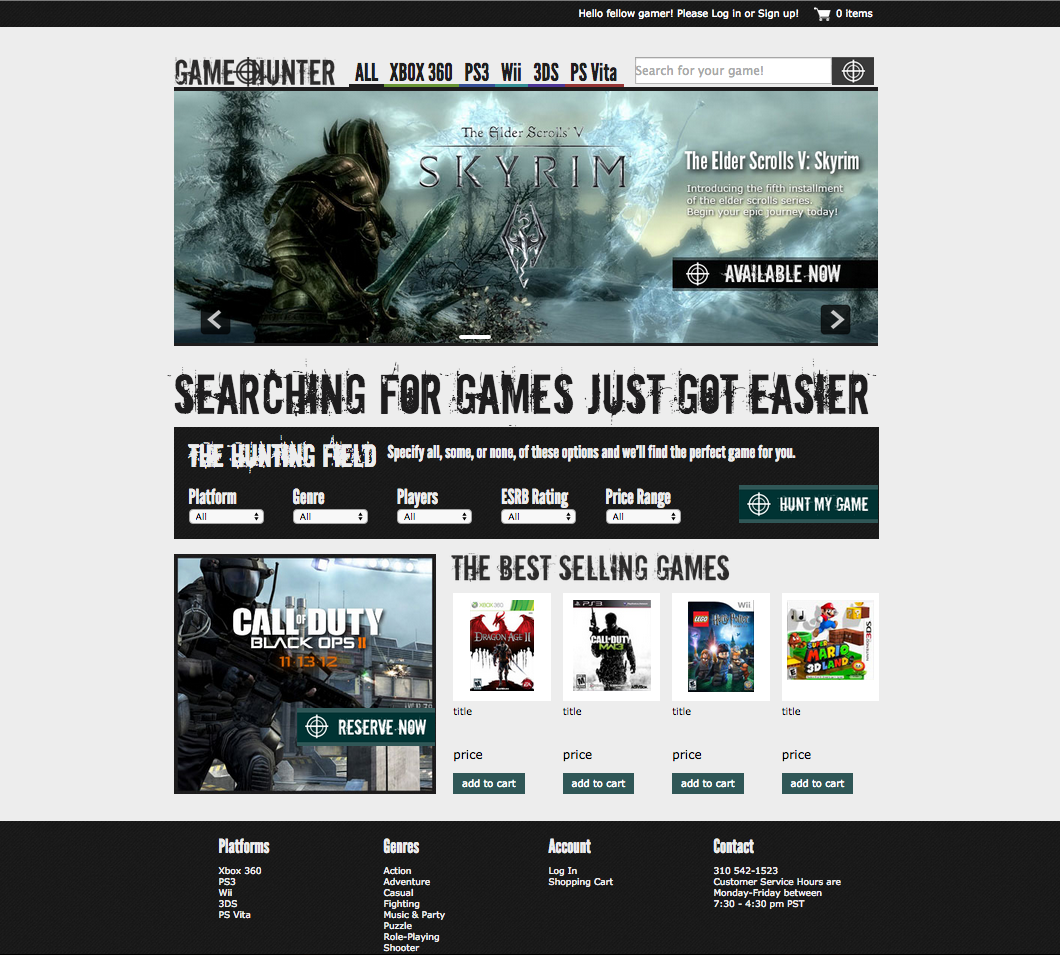 Hello fellow gamer! Please Log in or Sign up! 0 items
GAME HUNTER
ALL XBOX 360 PS3 Wii 3DS PS Vita
Search for your game!
The Elder Scrolls V
SKYRIM
The Elder Scrolls V: Skyrim
Introducing the fifth installment
of the elder scrolls series.
Begin your epic journey today!
AVAILABLE NOW
SEARCHING FOR GAMES JUST GOT EASIER
THE HUNTING FIELD Specify all, some, or none, of these options and we'll find the perfect game for you.
Platform Genre Players ESRB Rating Price Range
All All All All All
HUNT MY GAME
CALL OF DUTY
BLACK OPS II
11 13 12
RESERVE NOW
THE BEST SELLING GAMES
XBOX 360
DRAGON AGE II
EA
PS3
CALL OF DUTY
MW3
ACTIVISION
Wii
LEGO
Harry Potter
SUPER
MARIO
3D LAND
title title title title
price price price price
add to cart add to cart add to cart add to cart
Platforms
Xbox 360
PS3
Wii
3DS
PS Vita
Genres
Action
Adventure
Casual
Fighting
Music & Party
Puzzle
Role-Playing
Shooter
Account
Log In
Shopping Cart
Contact
310 542-1523
Customer Service Hours are
Monday-Friday between
7:30 - 4:30 pm PST